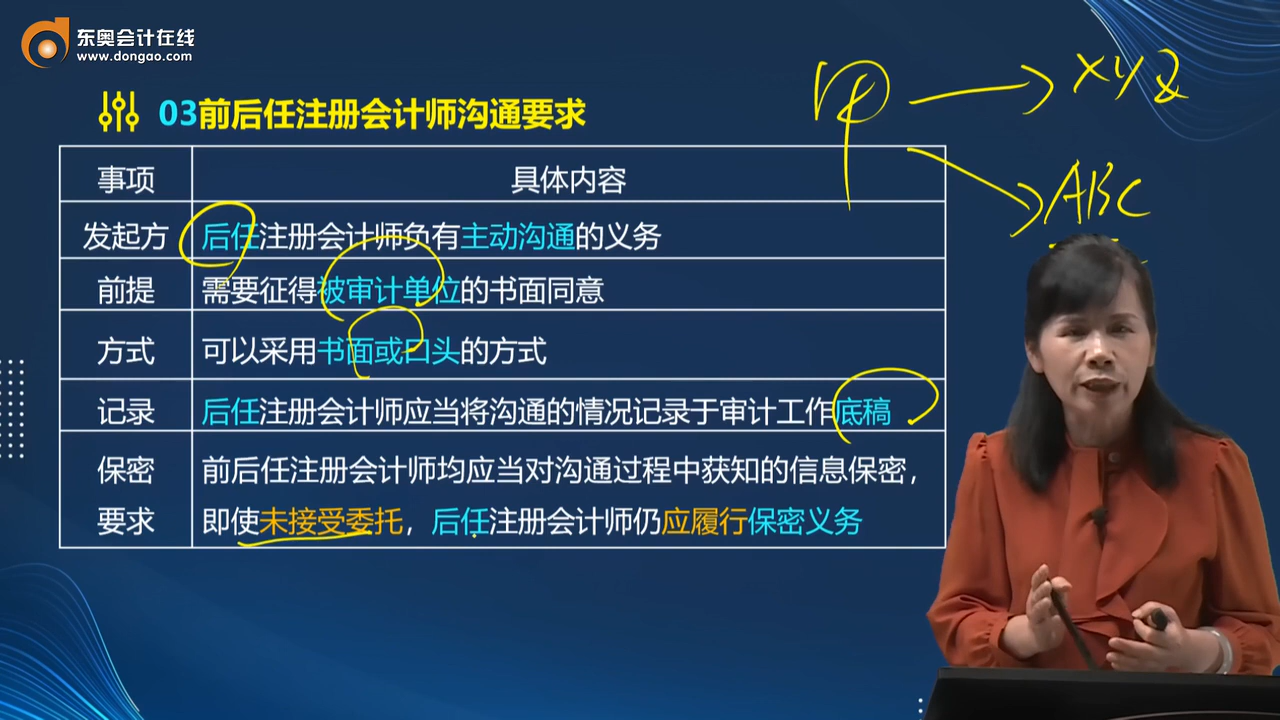 东奥会计在线
www.dongao.com
甲 → XYZ
→ ABC
03前后任注册会计师沟通要求
事项 具体内容
发起方 后任注册会计师负有主动沟通的义务
前提 需要征得被审计单位的书面同意
方式 可以采用书面或口头的方式
记录 后任注册会计师应当将沟通的情况记录于审计工作底稿
保密 前后任注册会计师均应当对沟通过程中获知的信息保密，
要求 即使未接受委托，后任注册会计师仍应履行保密义务